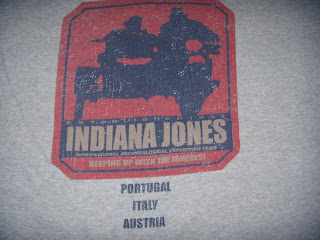 INDIANA JONES
INTERNATIONAL ARCHAEOLOGICAL EXPEDITION TEAM
KEEPING UP WITH THE JONESES!
PORTUGAL
ITALY
AUSTRIA